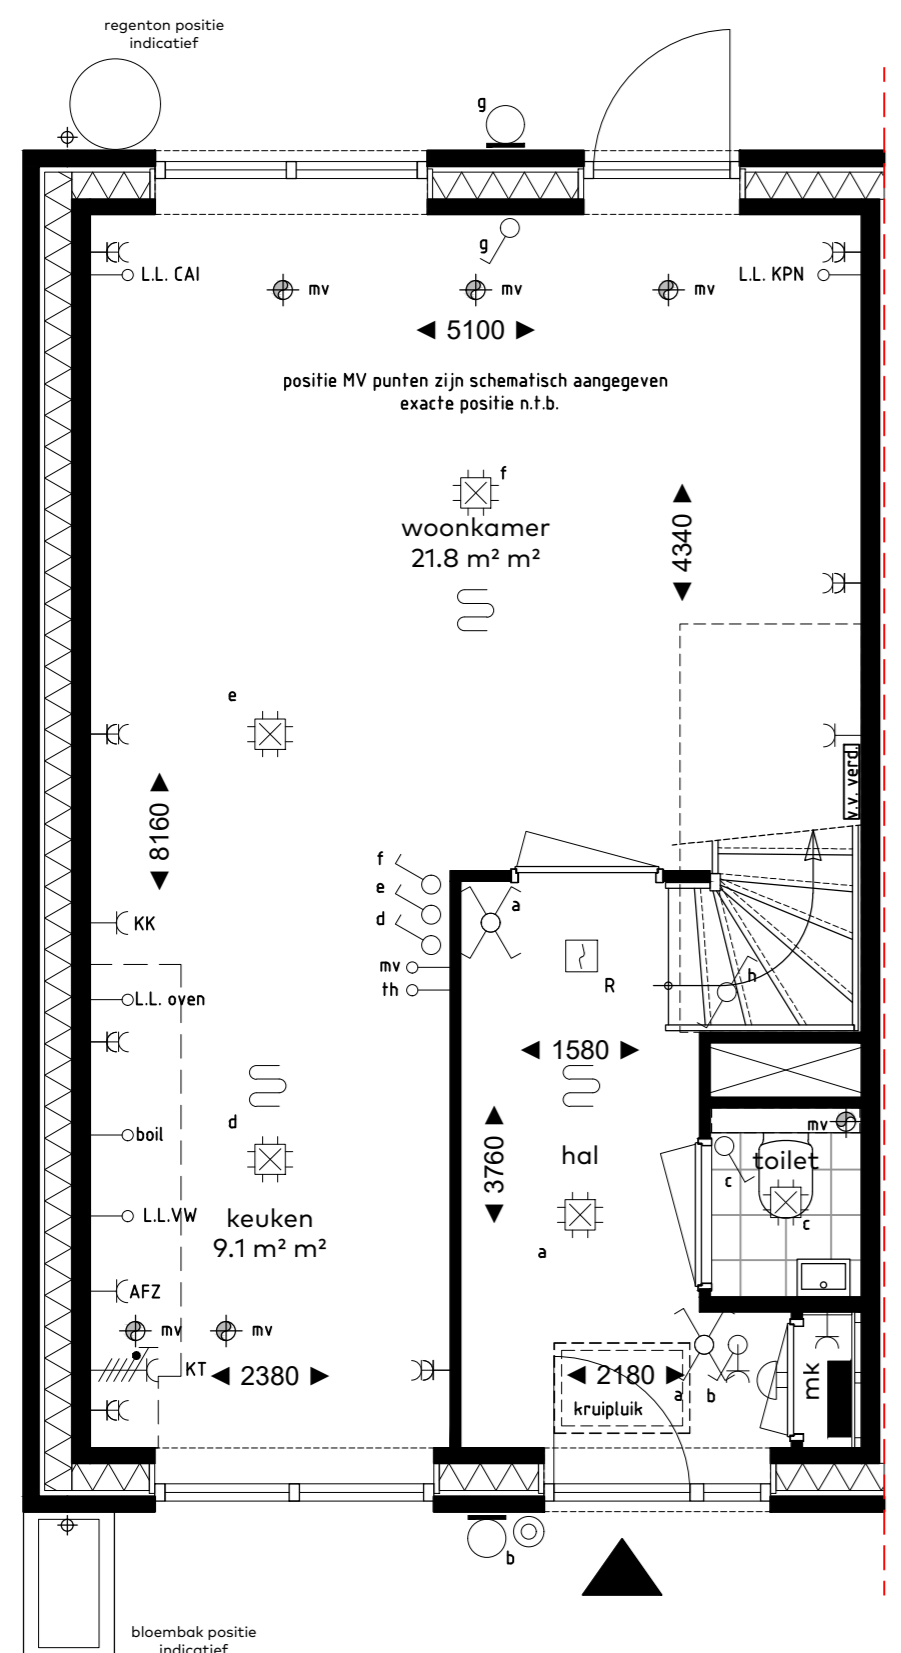 regenton positie
indicatief
g
g
L.L. CAI
mv
mv
mv
L.L. KPN
5100
positie MV punten zijn schematisch aangegeven
exacte positie n.t.b.
f
woonkamer
21.8 m² m²
4340
e
v.v. verd.
8160
f
e
d
a
KK
mv
th
R
h
L.L. oven
1580
d
boil
3760
hal
mv
toilet
c
c
L.L.VW
keuken
9.1 m² m²
a
AFZ
mv
mv
KT
2380
2180
a
b
mk
kruipluik
b
bloembak positie
indicatief